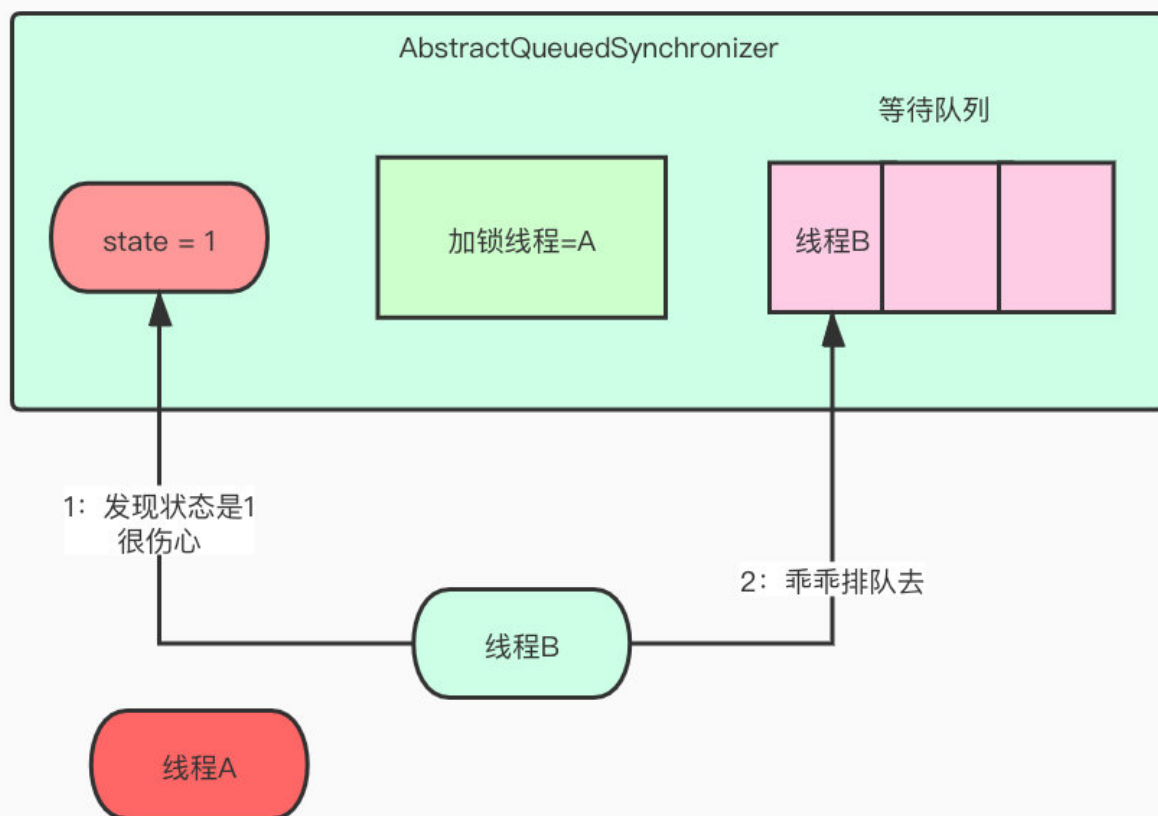 AbstractQueuedSynchronizer
等待队列
state = 1
加锁线程=A
线程B
1：发现状态是1
很伤心
2：乖乖排队去
线程B
线程A